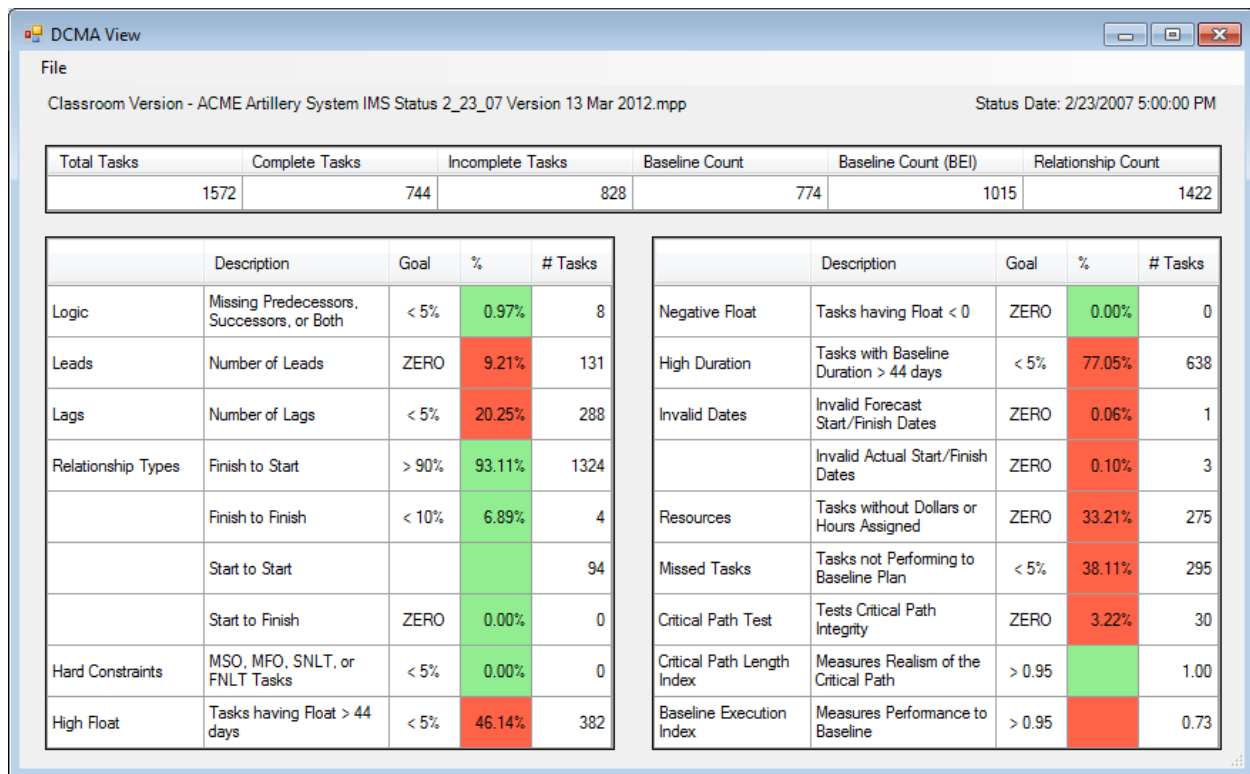 DCMA View
File
Classroom Version - ACME Artillery System IMS Status 2_23_07 Version 13 Mar 2012.mpp Status Date: 2/23/2007 5:00:00 PM
Total Tasks Complete Tasks Incomplete Tasks Baseline Count Baseline Count (BEI) Relationship Count
1572 744 828 774 1015 1422
Description Goal % # Tasks
Logic Missing Predecessors, Successors, or Both < 5% 0.97% 8
Leads Number of Leads ZERO 9.21% 131
Lags Number of Lags < 5% 20.25% 288
Relationship Types Finish to Start > 90% 93.11% 1324
Finish to Finish < 10% 6.89% 4
Start to Start 94
Start to Finish ZERO 0.00% 0
Hard Constraints MSO, MFO, SNLT, or FNLT Tasks < 5% 0.00% 0
High Float Tasks having Float > 44 days < 5% 46.14% 382
Description Goal % # Tasks
Negative Float Tasks having Float < 0 ZERO 0.00% 0
High Duration Tasks with Baseline Duration > 44 days < 5% 77.05% 638
Invalid Dates Invalid Forecast Start/Finish Dates ZERO 0.06% 1
Invalid Actual Start/Finish Dates ZERO 0.10% 3
Resources Tasks without Dollars or Hours Assigned ZERO 33.21% 275
Missed Tasks Tasks not Performing to Baseline Plan < 5% 38.11% 295
Critical Path Test Tests Critical Path Integrity ZERO 3.22% 30
Critical Path Length Index Measures Realism of the Critical Path > 0.95 1.00
Baseline Execution Index Measures Performance to Baseline > 0.95 0.73